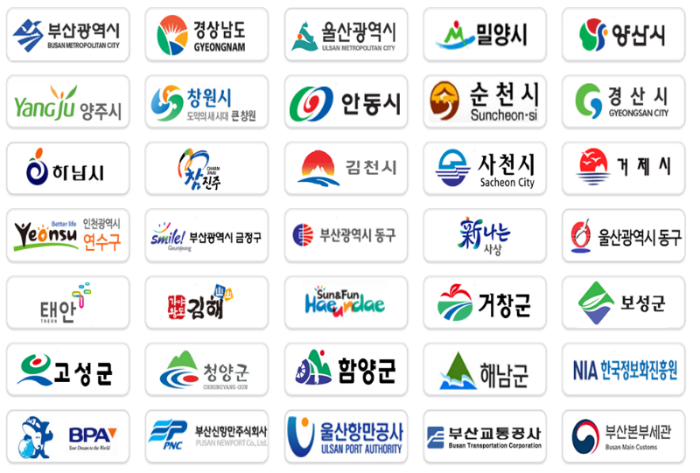 부산광역시
BUSAN METROPOLITAN CITY
경상남도
GYEONGNAM
울산광역시
ULSAN METROPOLITAN CITY
밀양시
양산시
Yangju 양주시
창원시
도약의 새 시대 큰 창원
안동시
순천시
Suncheon-si
경산시
GYEONGSAN CITY
하남시
참
진주
김천시
사천시
Sacheon City
거제시
Better life
Yeonsu
인천광역시
연수구
smile!
Geumjeong
부산광역시 금정구
부산광역시 동구
新나는
사상
울산광역시 동구
태안
TAEAN
가야
왕도
김해
Sun&Fun
Haeundae
거창군
보성군
고성군
청양군
CHEONGYANG-GUN
함양군
해남군
NIA 한국정보화진흥원
BPA
Your Dream to the World
PNC
부산신항만주식회사
PUSAN NEWPORT Co., Ltd.
울산항만공사
ULSAN PORT AUTHORITY
부산교통공사
Busan Transportation Corporation
부산본부세관
Busan Main Customs